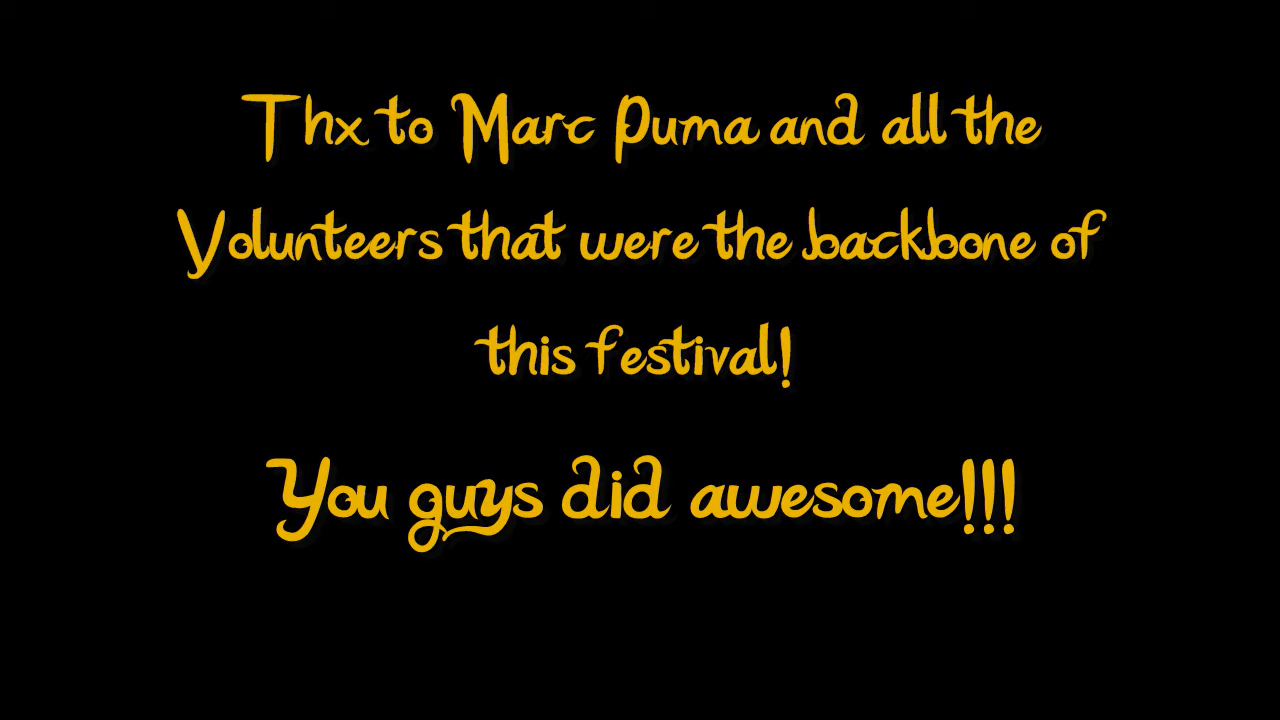 Thx to Marc Puma and all the
Volunteers that were the backbone of
this festival!
You guys did awesome!!!